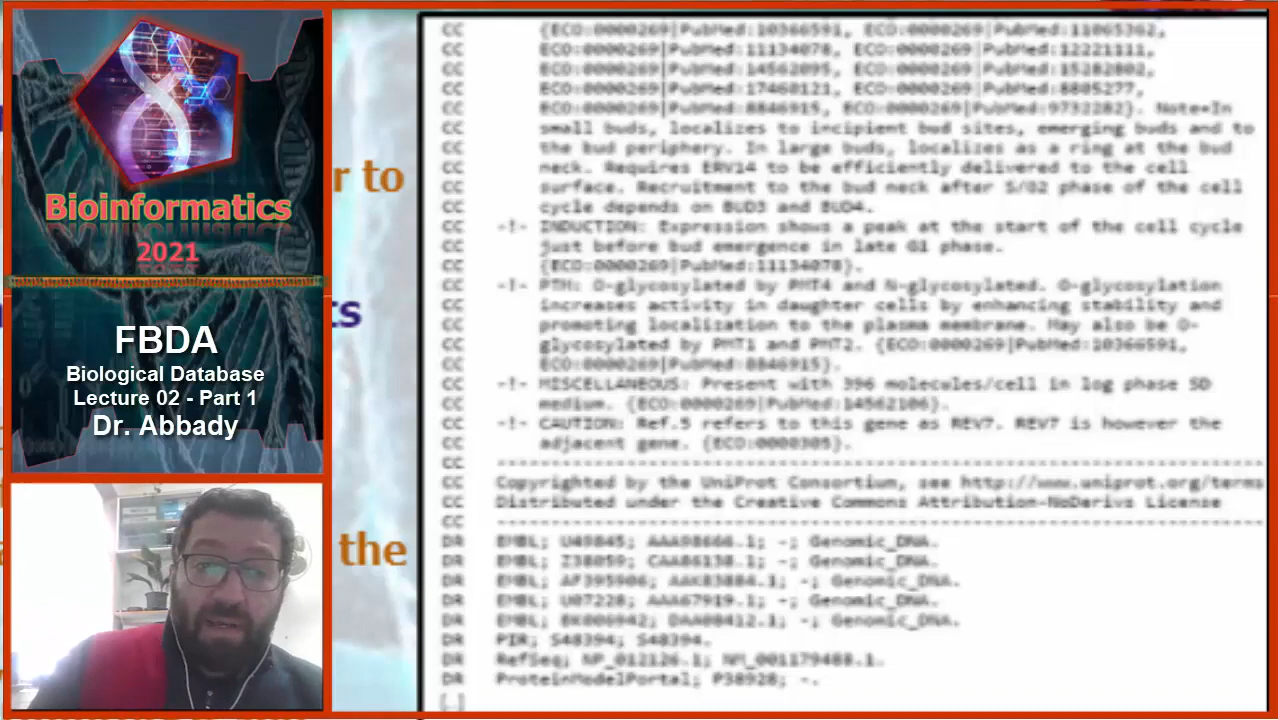 Bioinformatics
2021
FBDA
Biological Database
Lecture 02 - Part 1
Dr. Abbady
r to
ts
the
CC {ECO:0000269|PubMed:10366591, ECO:0000269|PubMed:11065362,
CC ECO:0000269|PubMed:11134078, ECO:0000269|PubMed:12221111,
CC ECO:0000269|PubMed:14562095, ECO:0000269|PubMed:15282802,
CC ECO:0000269|PubMed:17460121, ECO:0000269|PubMed:8805277,
CC ECO:0000269|PubMed:8846915, ECO:0000269|PubMed:9732282}. Note=In
CC small buds, localizes to incipient bud sites, emerging buds and to
CC the bud periphery. In large buds, localizes as a ring at the bud
CC neck. Requires ERV14 to be efficiently delivered to the cell
CC surface. Recruitment to the bud neck after S/G2 phase of the cell
CC cycle depends on BUD3 and BUD4.
CC -!- INDUCTION: Expression shows a peak at the start of the cell cycle
CC just before bud emergence in late G1 phase.
CC {ECO:0000269|PubMed:11134078}.
CC -!- PTM: O-glycosylated by PMT4 and N-glycosylated. O-glycosylation
CC increases activity in daughter cells by enhancing stability and
CC promoting localization to the plasma membrane. May also be O-
CC glycosylated by PMT1 and PMT2. {ECO:0000269|PubMed:10366591,
CC ECO:0000269|PubMed:8846915}.
CC -!- MISCELLANEOUS: Present with 396 molecules/cell in log phase SD
CC medium. {ECO:0000269|PubMed:14562106}.
CC -!- CAUTION: Ref.5 refers to this gene as REV7. REV7 is however the
CC adjacent gene. {ECO:0000305}.
CC -----------------------------------------------------------------------
CC Copyrighted by the UniProt Consortium, see http://www.uniprot.org/terms
CC Distributed under the Creative Commons Attribution-NoDerivs License
CC -----------------------------------------------------------------------
DR EMBL; U49845; AAA98666.1; -; Genomic_DNA.
DR EMBL; Z38059; CAA86138.1; -; Genomic_DNA.
DR EMBL; AF395906; AAK83884.1; -; Genomic_DNA.
DR EMBL; U07228; AAA67919.1; -; Genomic_DNA.
DR EMBL; BK006942; DAA08412.1; -; Genomic_DNA.
DR PIR; S48394; S48394.
DR RefSeq; NP_012126.1; NM_001179488.1.
DR ProteinModelPortal; P38928; -.